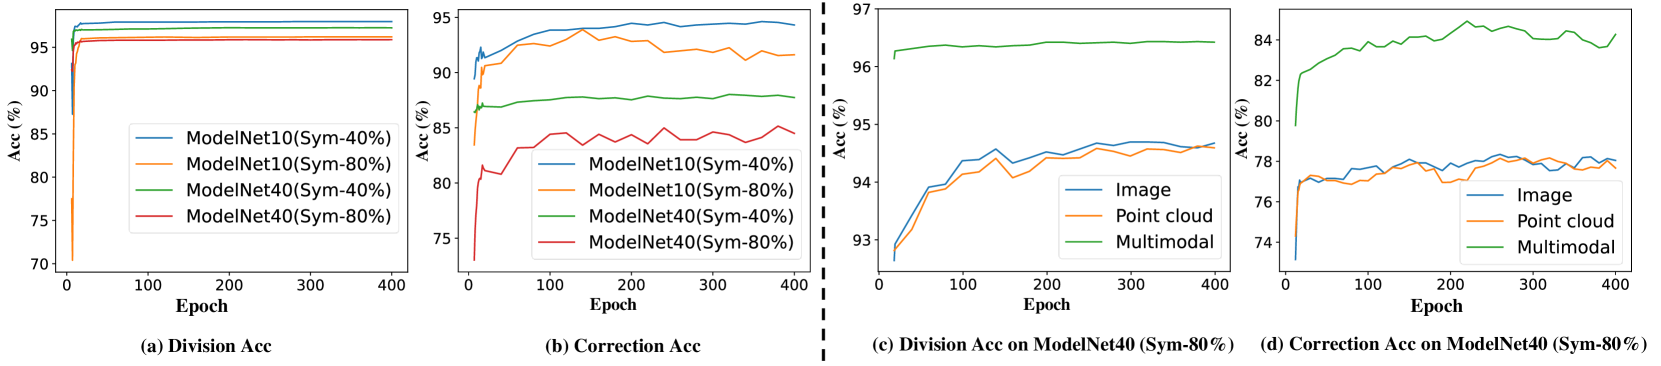 95
90
85
80
75
70
Acc (%)
ModelNet10(Sym-40%)
ModelNet10(Sym-80%)
ModelNet40(Sym-40%)
ModelNet40(Sym-80%)
0 100 200 300 400
Epoch
(a) Division Acc
95
90
85
80
75
Acc (%)
ModelNet10(Sym-40%)
ModelNet10(Sym-80%)
ModelNet40(Sym-40%)
ModelNet40(Sym-80%)
0 100 200 300 400
Epoch
(b) Correction Acc
97
96
95
94
93
Acc (%)
Image
Point cloud
Multimodal
0 100 200 300 400
Epoch
(c) Division Acc on ModelNet40 (Sym-80%)
84
82
80
78
76
74
Acc (%)
Image
Point cloud
Multimodal
0 100 200 300 400
Epoch
(d) Correction Acc on ModelNet40 (Sym-80%)